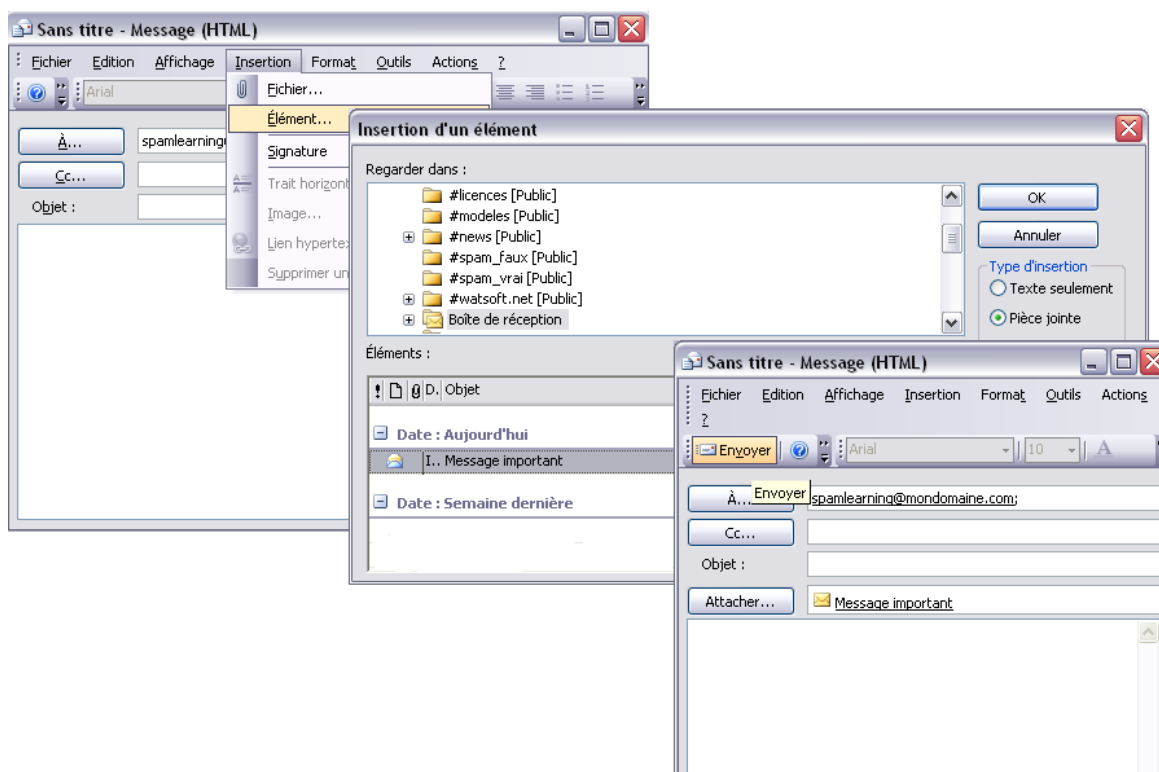 Sans titre - Message (HTML)
Fichier Edition Affichage Insertion Format Outils Actions ?
Arial
Fichier...
Élément...
Signature
Trait horizont
Image...
Lien hypertex
Supprimer un
À... spamlearning
Cc...
Objet :
Insertion d'un élément
Regarder dans :
#licences [Public]
#modeles [Public]
#news [Public]
#spam_faux [Public]
#spam_vrai [Public]
#watsoft.net [Public]
Boîte de réception
OK
Annuler
Type d'insertion
Texte seulement
Pièce jointe
Éléments :
D. Objet
Date : Aujourd'hui
I.. Message important
Date : Semaine dernière
Sans titre - Message (HTML)
Fichier Edition Affichage Insertion Format Outils Actions
?
Envoyer Arial 10 A
À... Envoyer spamlearning@mondomaine.com;
Cc...
Objet :
Attacher... Message important